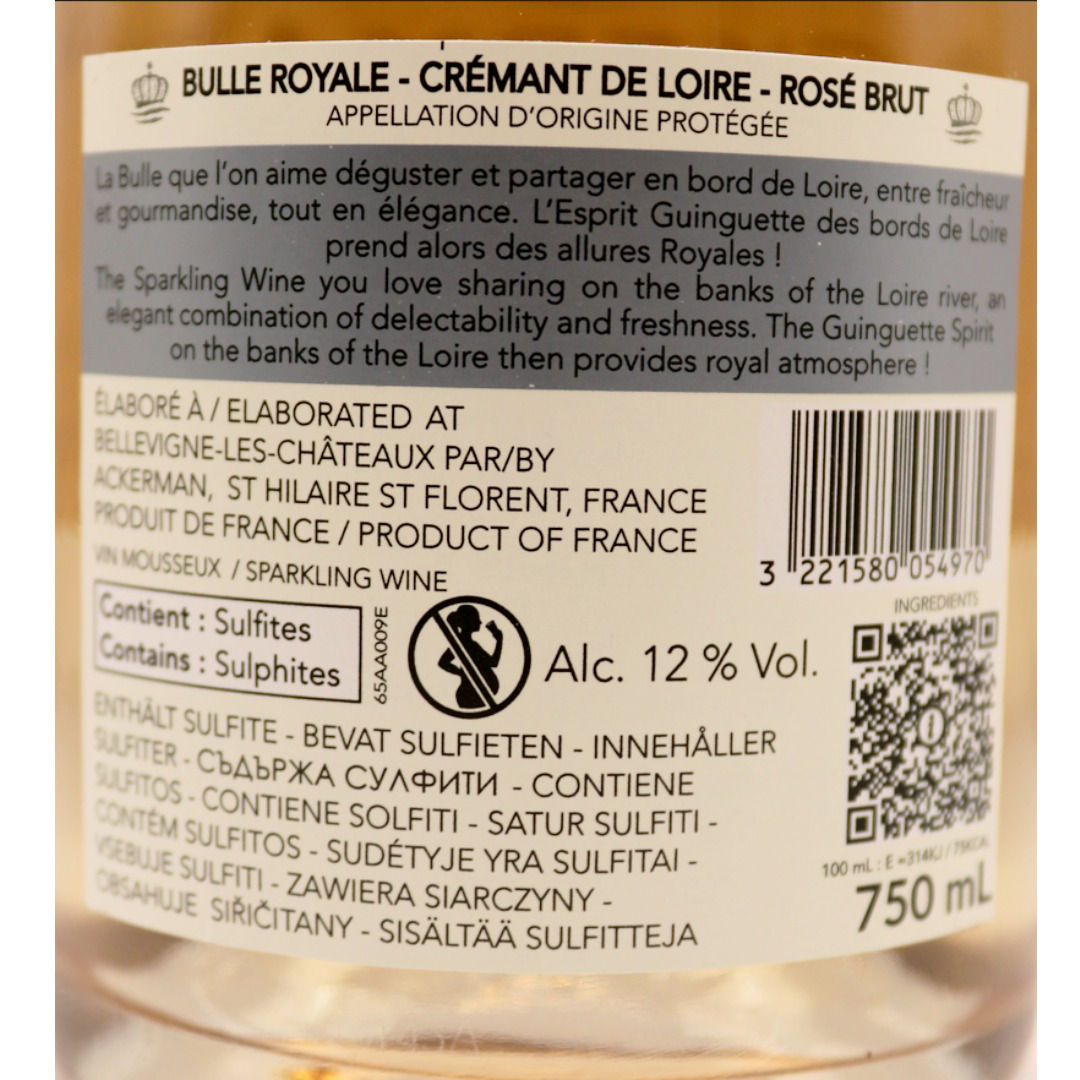 BULLE ROYALE - CRÉMANT DE LOIRE - ROSÉ BRUT
APPELLATION D'ORIGINE PROTÉGÉE
La Bulle que l'on aime déguster et partager en bord de Loire, entre fraîcheur
et gourmandise, tout en élégance. L'Esprit Guinguette des bords de Loire
prend alors des allures Royales !
The Sparkling Wine you love sharing on the banks of the Loire river, an
elegant combination of delectability and freshness. The Guinguette Spirit
on the banks of the Loire then provides royal atmosphere !
ÉLABORÉ À / ELABORATED AT
BELLEVIGNE-LES-CHÂTEAUX PAR/BY
ACKERMAN, ST HILAIRE ST FLORENT, FRANCE
PRODUIT DE FRANCE / PRODUCT OF FRANCE
VIN MOUSSEUX / SPARKLING WINE
3 221580 054970
INGREDIENTS
Contient : Sulfites
Contains : Sulphites
65AA009E
Alc. 12 % Vol.
ENTHÄLT SULFITE - BEVAT SULFIETEN - INNEHÅLLER
SULFITER - СЪДЪРЖА СУЛФИТИ - CONTIENE
SULFITOS - CONTIENE SOLFITI - SATUR SULFITI -
CONTÉM SULFITOS - SUDÉTYJE YRA SULFITAI -
VSEBUJE SULFITI - ZAWIERA SIARCZYNY -
OBSAHUJE SIŘIČITANY - SISÄLTÄÄ SULFITTEJA
100 mL : E =314KJ / 75KCAL
750 mL